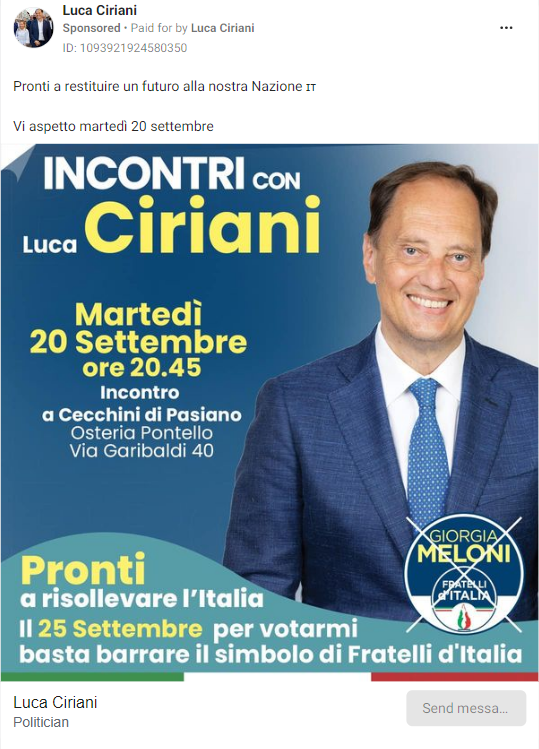 Luca Ciriani
Sponsored • Paid for by Luca Ciriani
ID: 1093921924580350
Pronti a restituire un futuro alla nostra Nazione IT
Vi aspetto martedì 20 settembre
INCONTRI CON
Luca Ciriani
Martedì
20 Settembre
ore 20.45
Incontro
a Cecchini di Pasiano
Osteria Pontello
Via Garibaldi 40
GIORGIA
MELONI
FRATELLI
d'ITALIA
Pronti
a risollevare l'Italia
Il 25 Settembre per votarmi
basta barrare il simbolo di Fratelli d'Italia
Luca Ciriani
Politician
Send messa...